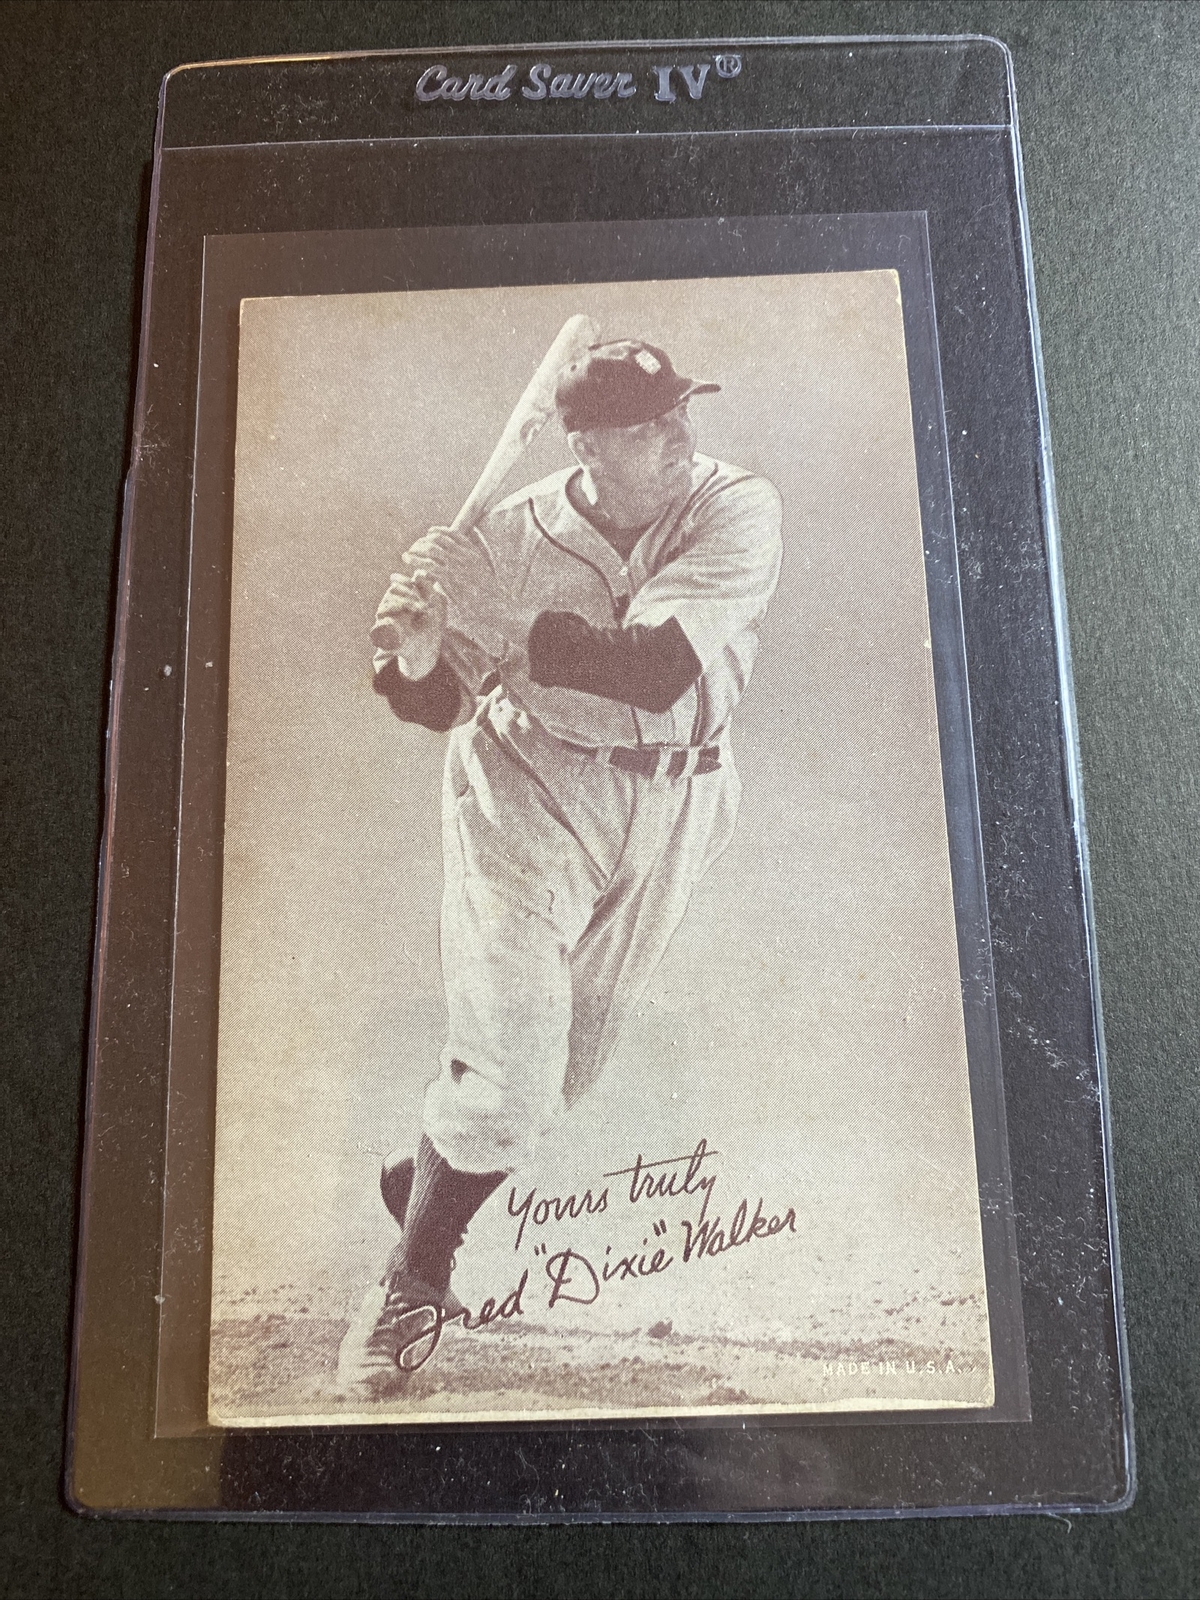 Card Saver IV®
Yours truly
Fred "Dixie" Walker
MADE IN U.S.A.